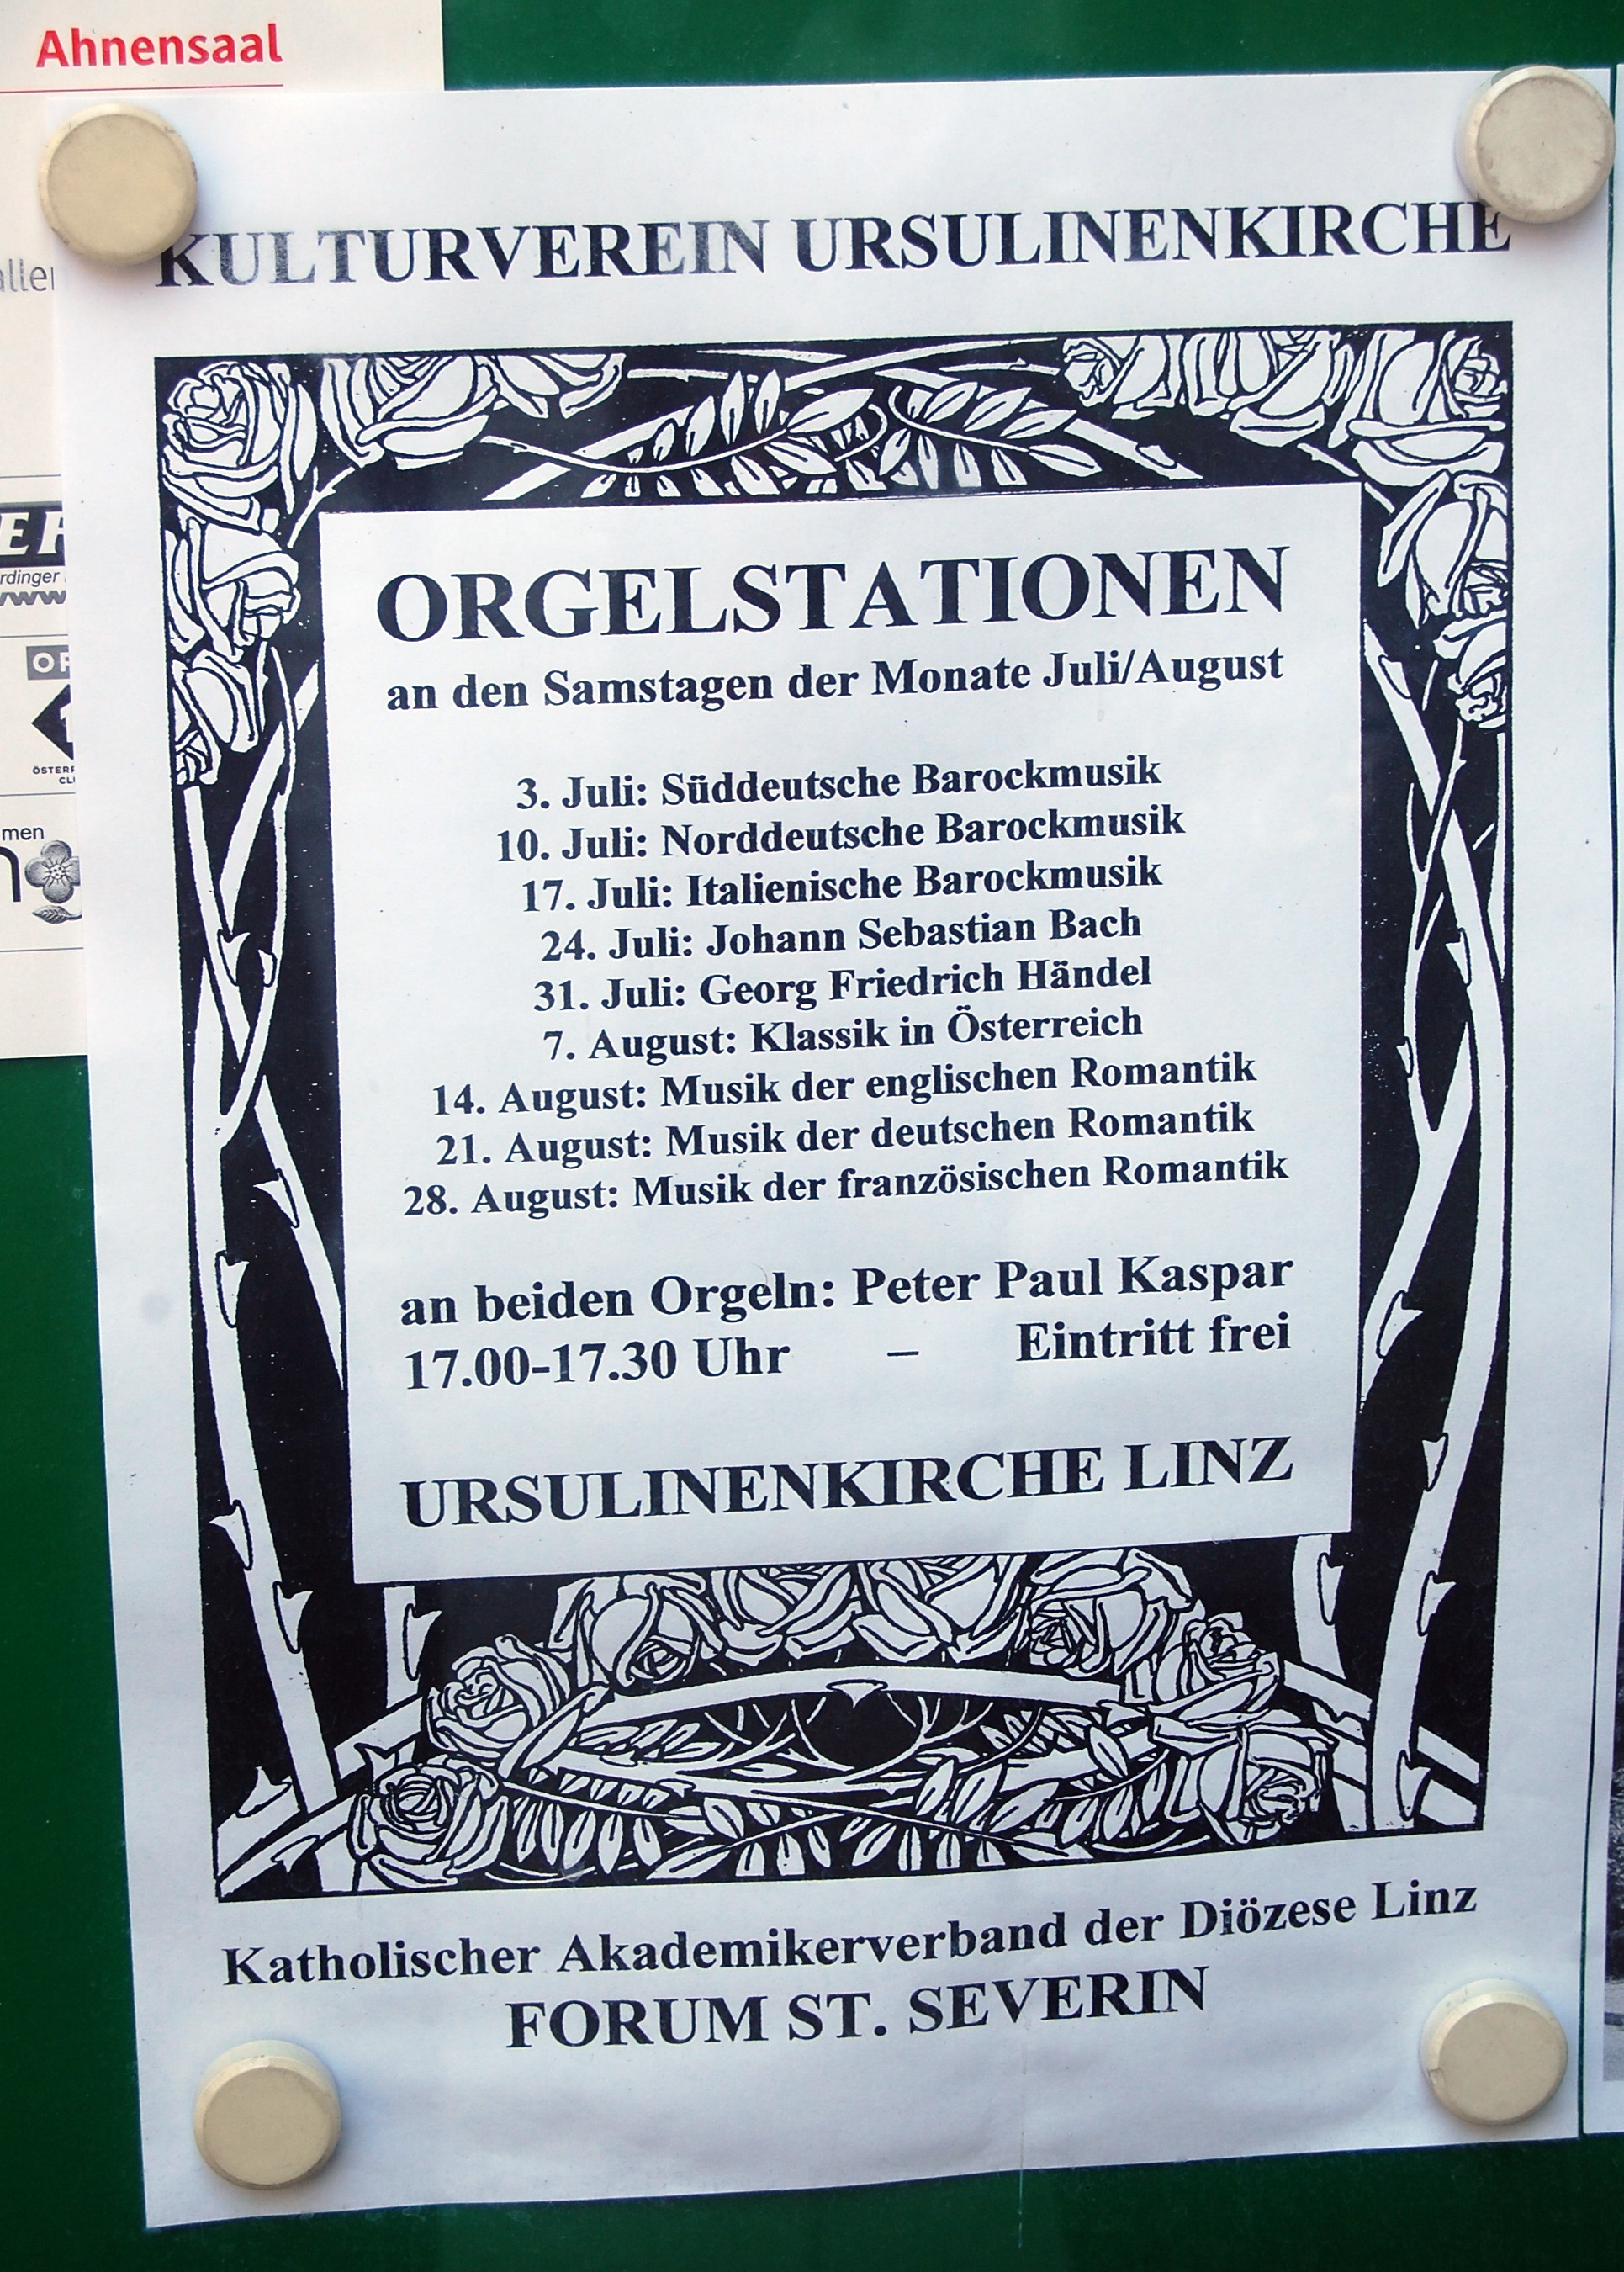 Ahnensaal
KULTURVEREIN URSULINENKIRCHE
ORGELSTATIONEN
an den Samstagen der Monate Juli/August
3. Juli: Süddeutsche Barockmusik
10. Juli: Norddeutsche Barockmusik
17. Juli: Italienische Barockmusik
24. Juli: Johann Sebastian Bach
31. Juli: Georg Friedrich Händel
7. August: Klassik in Österreich
14. August: Musik der englischen Romantik
21. August: Musik der deutschen Romantik
28. August: Musik der französischen Romantik
an beiden Orgeln: Peter Paul Kaspar
17.00-17.30 Uhr – Eintritt frei
URSULINENKIRCHE LINZ
Katholischer Akademikerverband der Diözese Linz
FORUM ST. SEVERIN